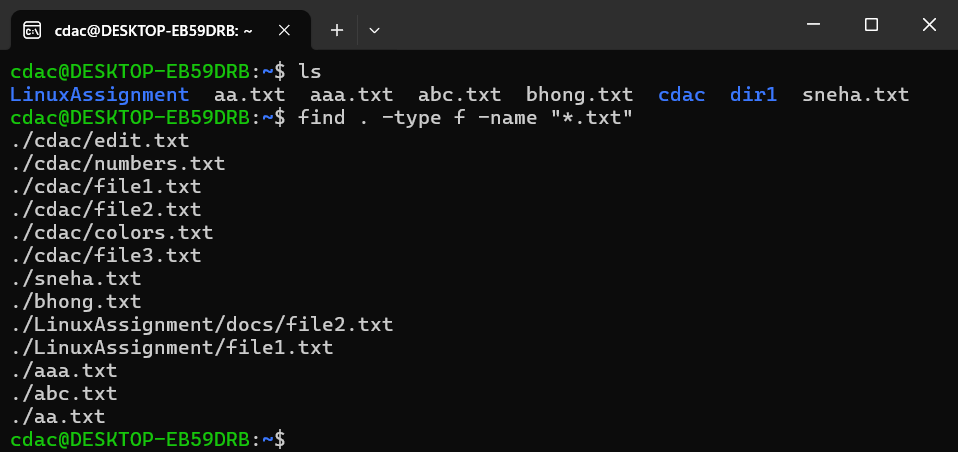 cdac@DESKTOP-EB59DRB: ~
cdac@DESKTOP-EB59DRB:~$ ls
LinuxAssignment  aa.txt  aaa.txt  abc.txt  bhong.txt  cdac  dir1  sneha.txt
cdac@DESKTOP-EB59DRB:~$ find . -type f -name "*.txt"
./cdac/edit.txt
./cdac/numbers.txt
./cdac/file1.txt
./cdac/file2.txt
./cdac/colors.txt
./cdac/file3.txt
./sneha.txt
./bhong.txt
./LinuxAssignment/docs/file2.txt
./LinuxAssignment/file1.txt
./aaa.txt
./abc.txt
./aa.txt
cdac@DESKTOP-EB59DRB:~$